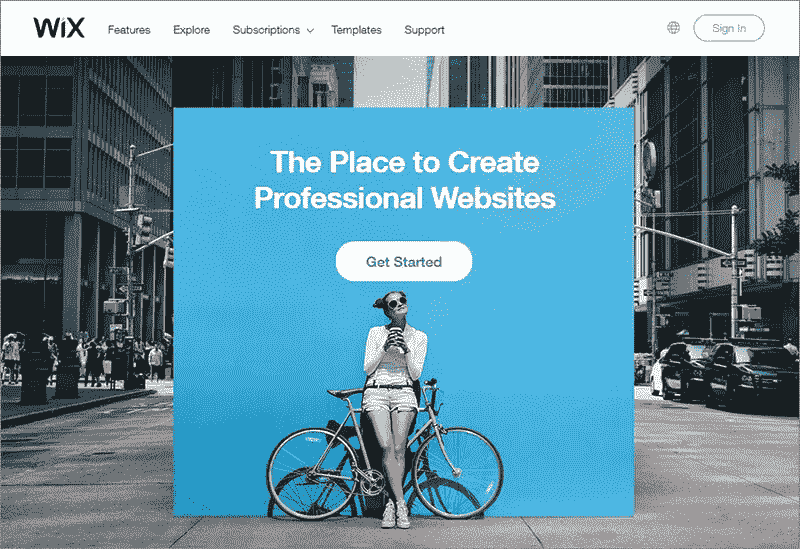 WiX
Features
Explore
Subscriptions
Templates
Support
Sign In
The Place to Create
Professional Websites
Get Started